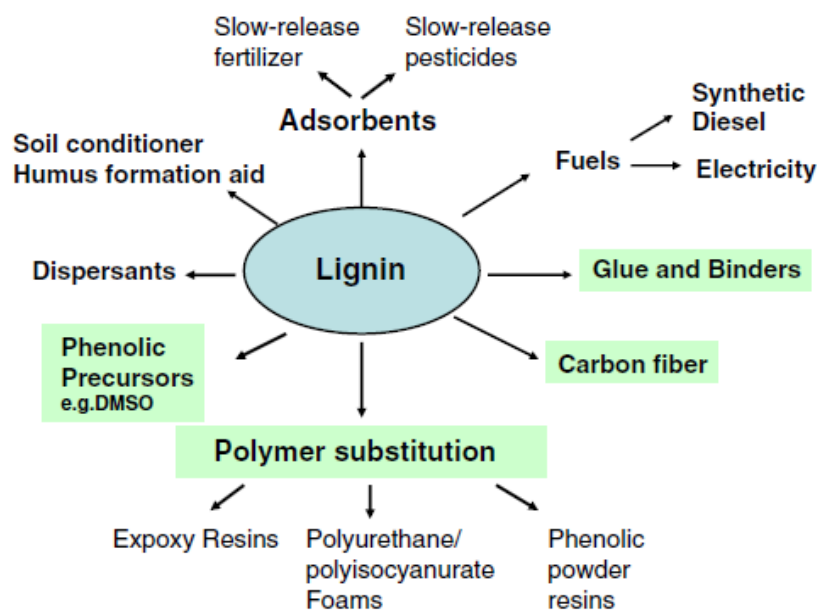 Slow-release
fertilizer
Slow-release
pesticides
Adsorbents
Synthetic
Diesel
Fuels
Electricity
Soil conditioner
Humus formation aid
Dispersants
Lignin
Glue and Binders
Phenolic
Precursors
e.g.DMSO
Carbon fiber
Polymer substitution
Expoxy Resins
Polyurethane/
polyisocyanurate
Foams
Phenolic
powder
resins